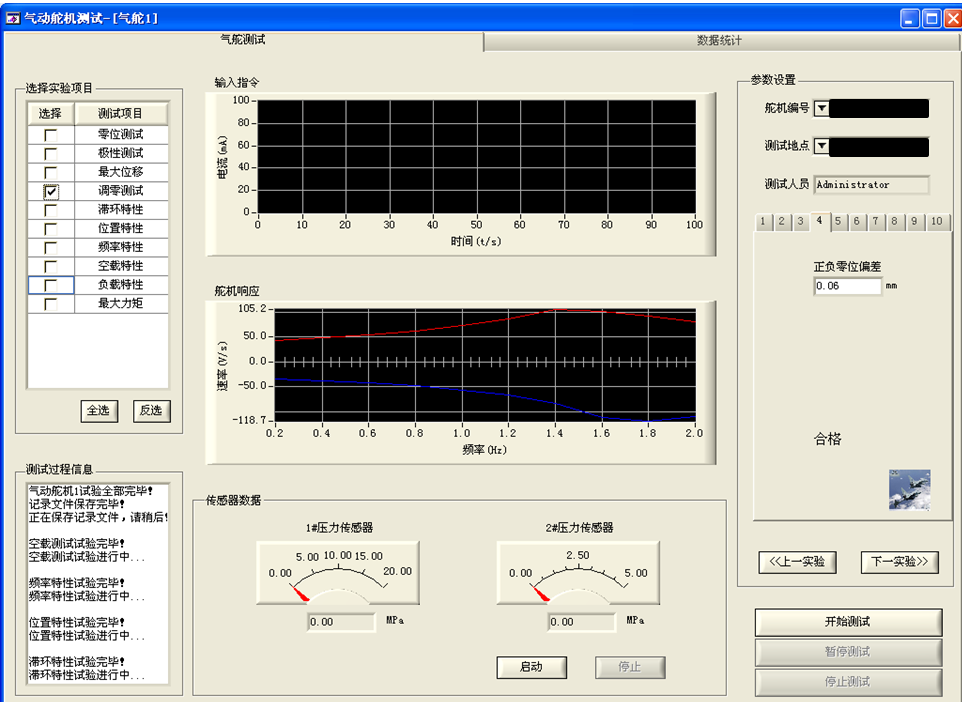 气动舵机测试-[气舵1]
气舵测试
数据统计
选择实验项目
选择 测试项目
零位测试
极性测试
最大位移
调零测试
滞环特性
位置特性
频率特性
空载特性
负载特性
最大力矩
全选 反选
测试过程信息
气动舵机1试验全部完毕!
记录文件保存完毕!
正在保存记录文件,请稍后!
空载测试试验完毕!
空载测试试验进行中...
频率特性试验完毕!
频率特性试验进行中...
位置特性试验完毕!
位置特性试验进行中...
滞环特性试验完毕!
滞环特性试验进行中...
输入指令
电流(mA)
100
80
60
40
20
0
0 10 20 30 40 50 60 70 80 90 100
时间(t/s)
舵机响应
速率(V/s)
105.2
50.0
0.0
-50.0
-118.7
0.2 0.4 0.6 0.8 1.0 1.2 1.4 1.6 1.8 2.0
频率(Hz)
传感器数据
1#压力传感器
0.00 5.00 10.00 15.00 20.00
0.00 MPa
2#压力传感器
0.00 2.50 5.00
0.00 MPa
启动 停止
参数设置
舵机编号
测试地点
测试人员 Administrator
1 2 3 4 5 6 7 8 9 10
正负零位偏差
0.06 mm
合格
<<上一实验 下一实验>>
开始测试
暂停测试
停止测试